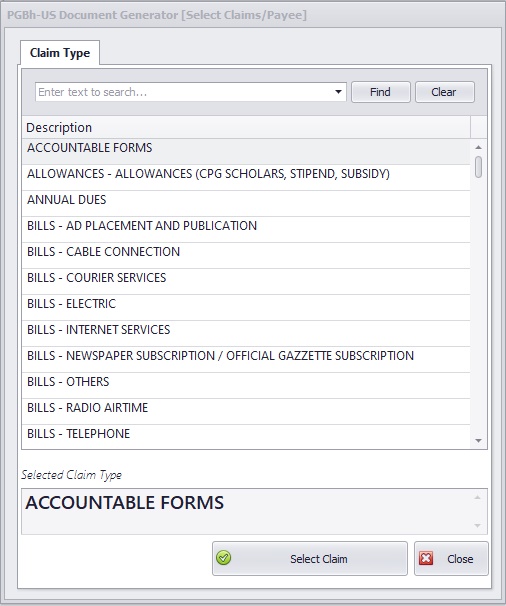 PGBh-US Document Generator [Select Claims/Payee]
Claim Type
Enter text to search...
Find
Clear
Description
ACCOUNTABLE FORMS
ALLOWANCES - ALLOWANCES (CPG SCHOLARS, STIPEND, SUBSIDY)
ANNUAL DUES
BILLS - AD PLACEMENT AND PUBLICATION
BILLS - CABLE CONNECTION
BILLS - COURIER SERVICES
BILLS - ELECTRIC
BILLS - INTERNET SERVICES
BILLS - NEWSPAPER SUBSCRIPTION / OFFICIAL GAZZETTE SUBSCRIPTION
BILLS - OTHERS
BILLS - RADIO AIRTIME
BILLS - TELEPHONE
Selected Claim Type
ACCOUNTABLE FORMS
Select Claim
Close